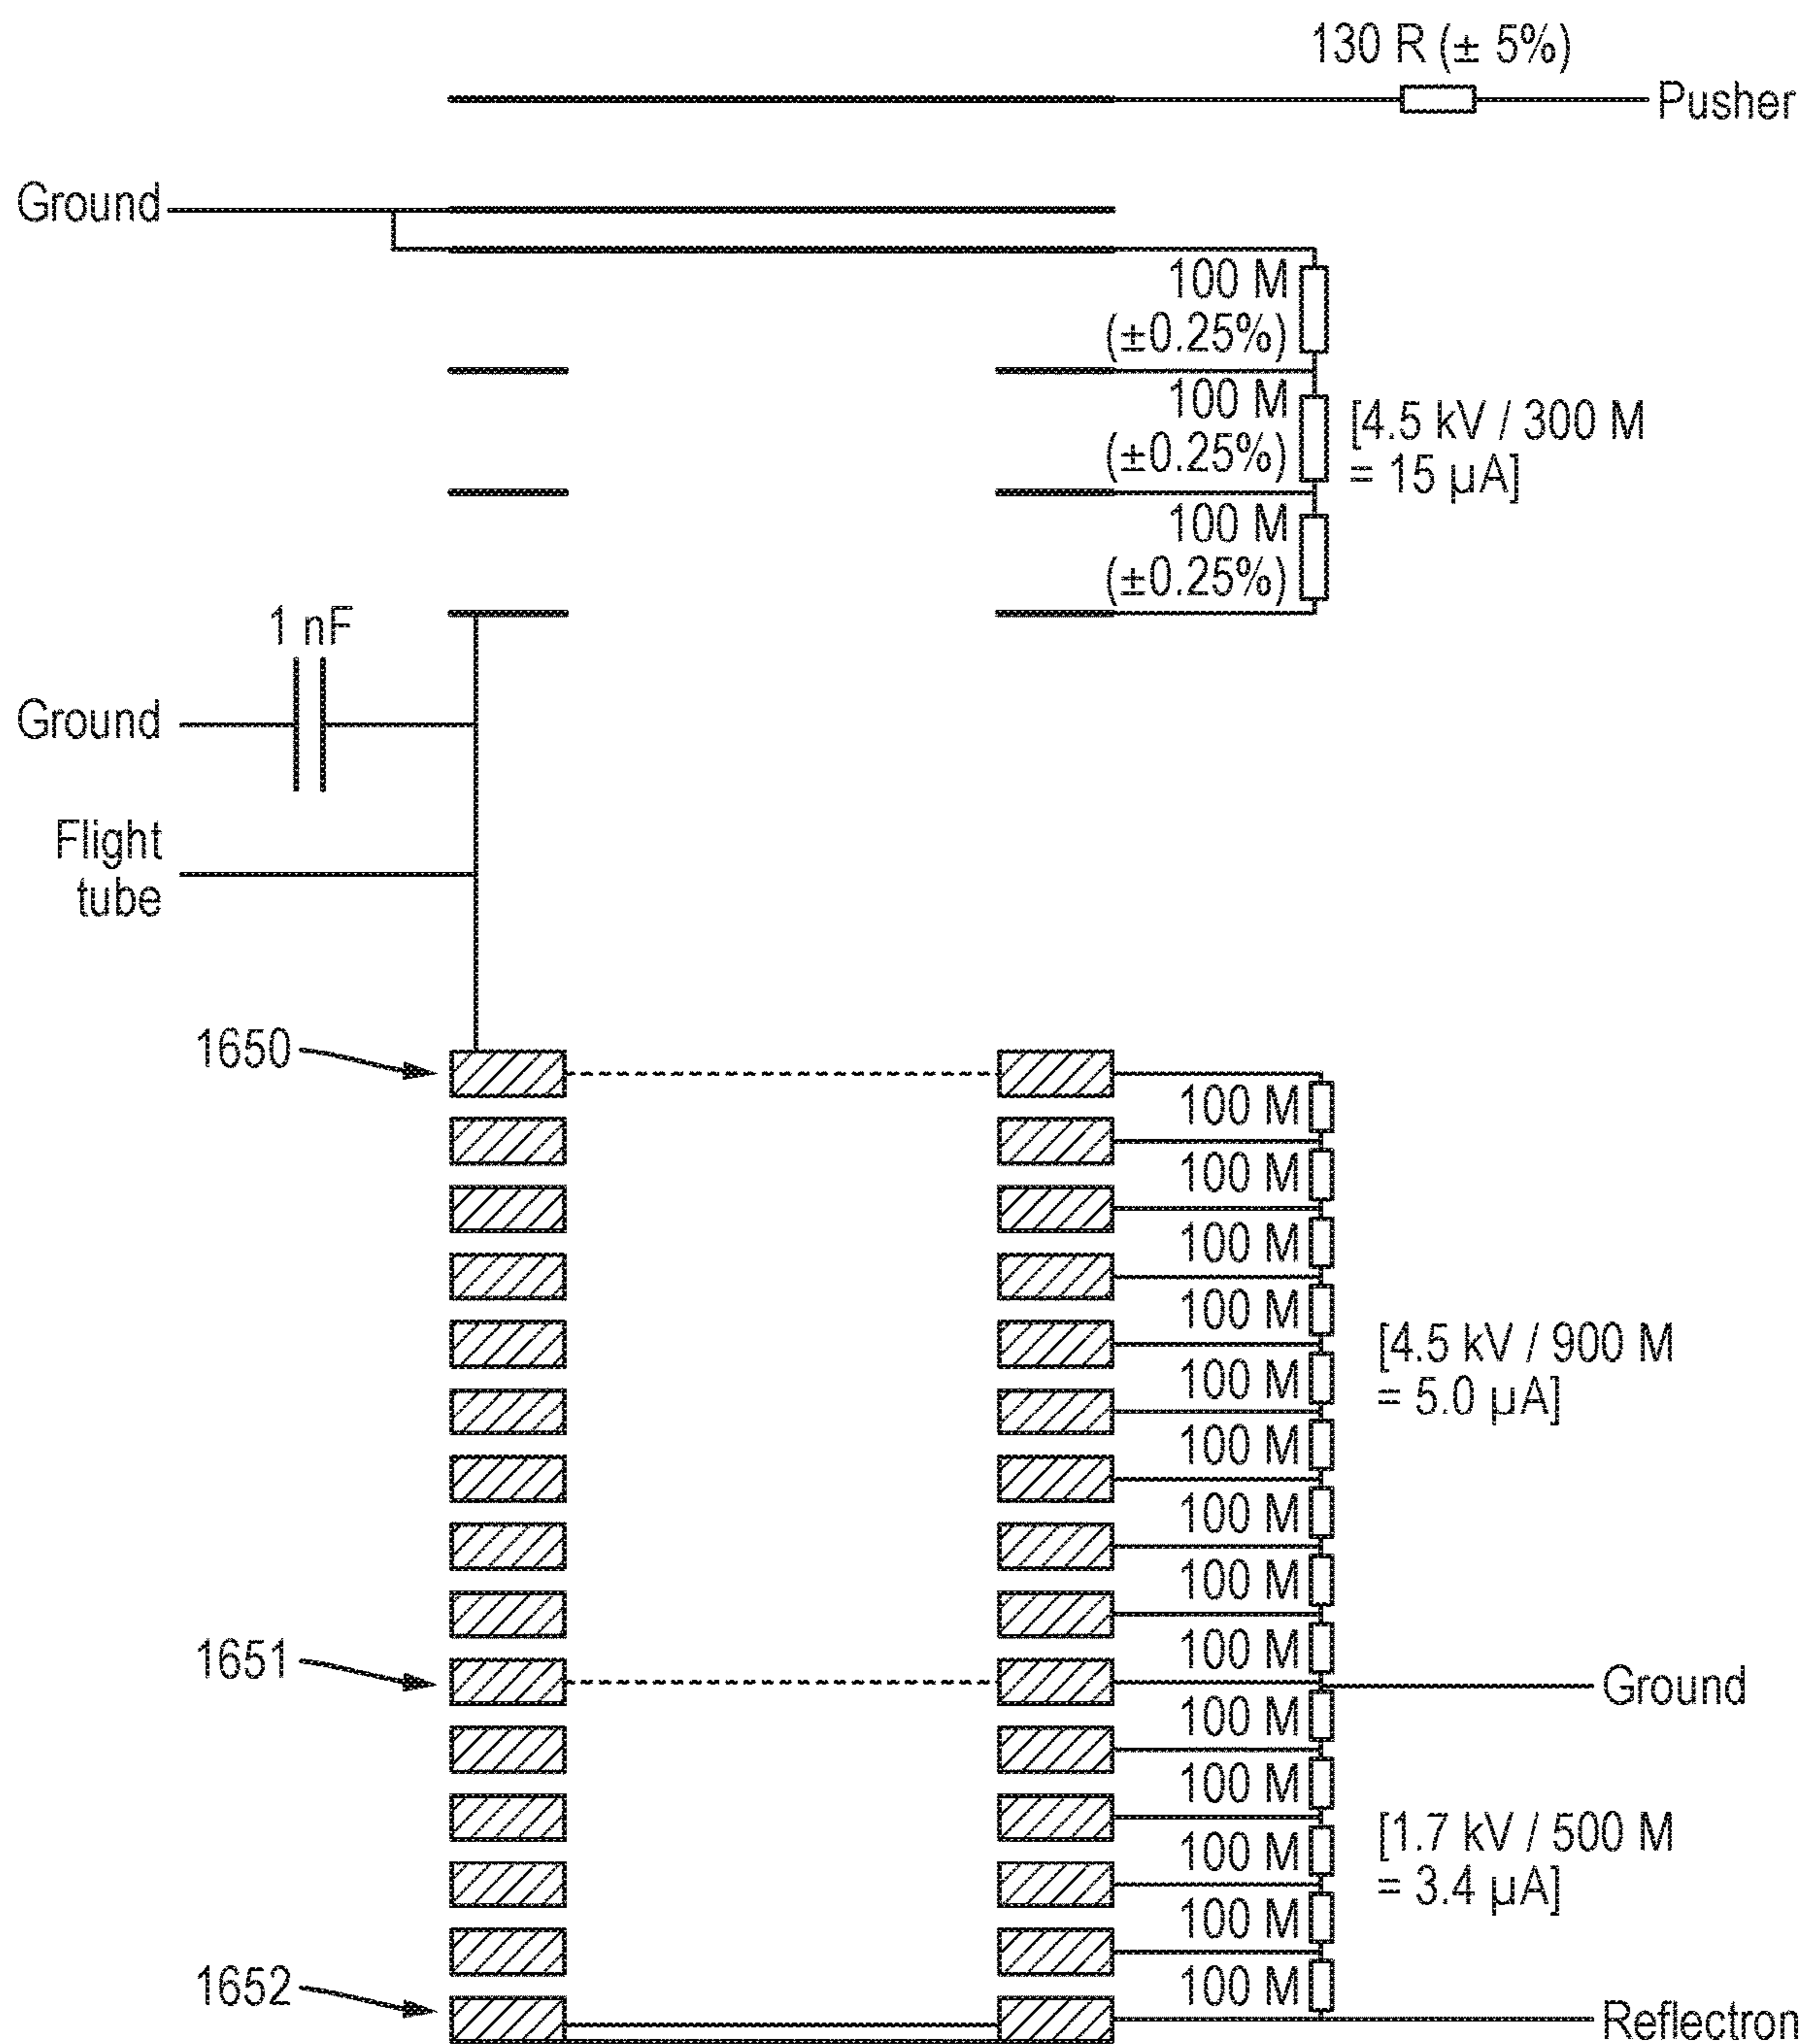 130 R (± 5%)
Pusher
Ground
100 M
(±0.25%)
100 M
(±0.25%)
[4.5 kV / 300 M
= 15 µA]
100 M
(±0.25%)
1 nF
Ground
Flight
tube
1650
100 M
100 M
100 M
100 M
[4.5 kV / 900 M
= 5.0 µA]
100 M
100 M
100 M
100 M
1651
100 M
Ground
100 M
100 M
[1.7 kV / 500 M
= 3.4 µA]
100 M
100 M
1652
100 M
Reflectron